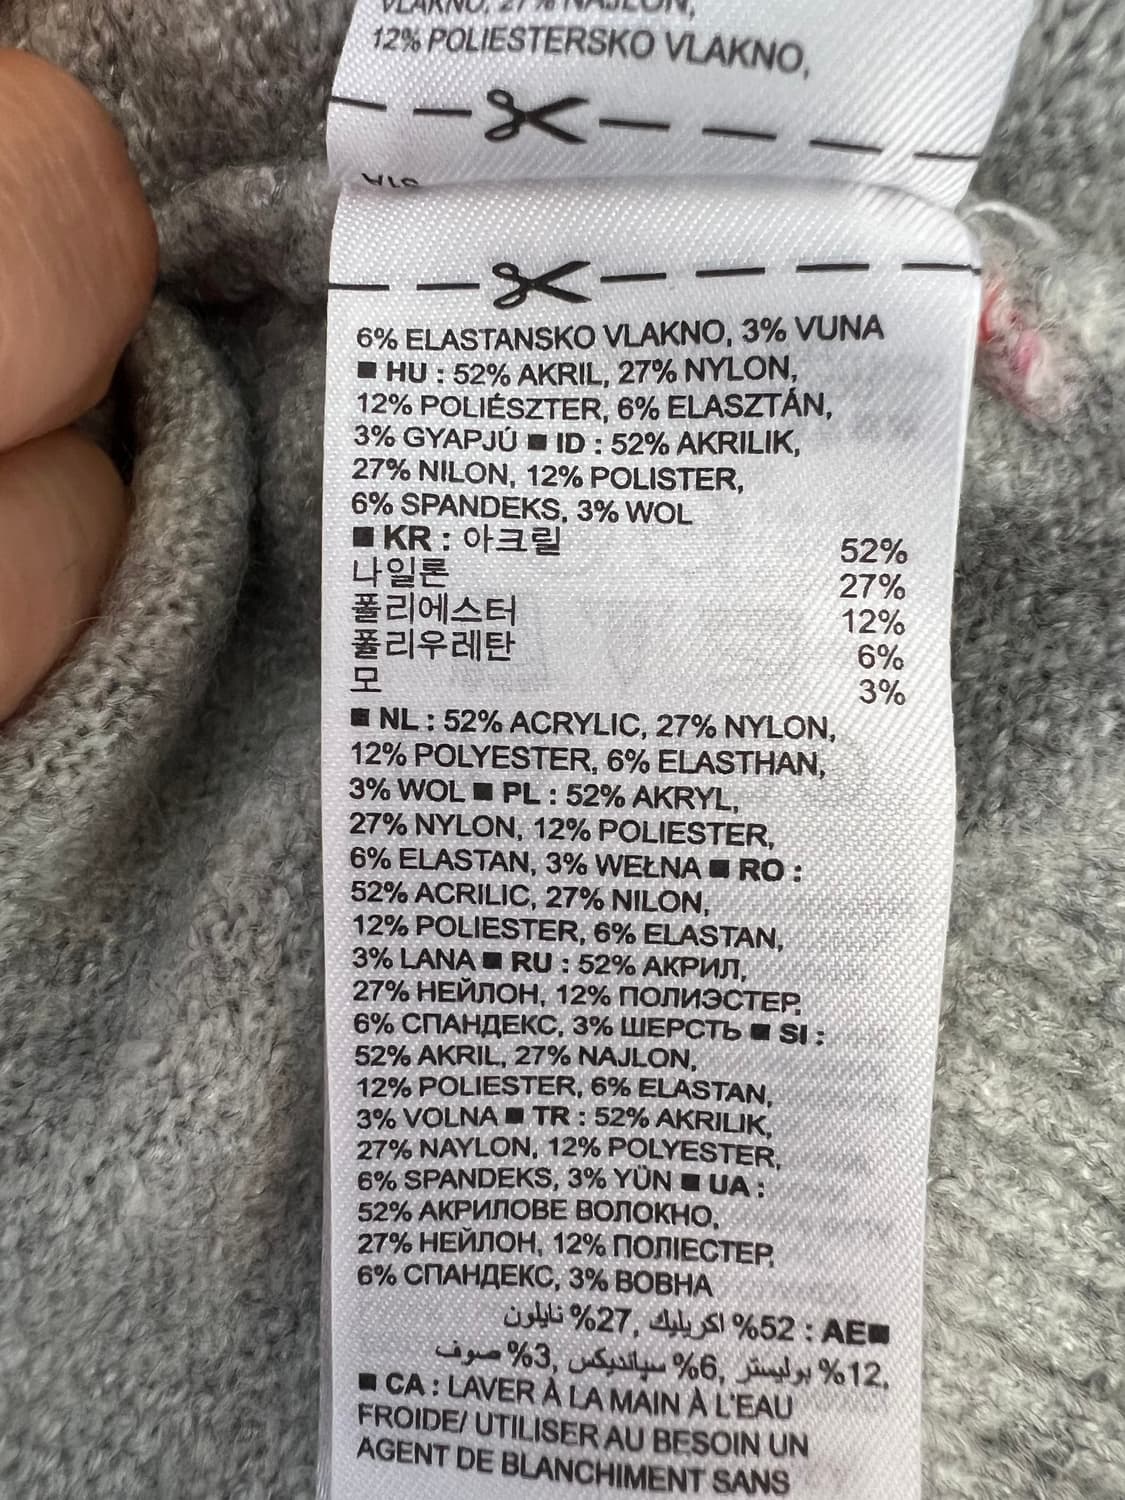 VLAKNO, 27% NAJLON,
12% POLIESTERSKO VLAKNO,
6% ELASTANSKO VLAKNO, 3% VUNA
■ HU : 52% AKRIL, 27% NYLON,
12% POLIÉSZTER, 6% ELASZTÁN,
3% GYAPJÚ ■ ID : 52% AKRILIK,
27% NILON, 12% POLISTER,
6% SPANDEKS, 3% WOL
■ KR : 아크릴 52%
나일론 27%
폴리에스터 12%
폴리우레탄 6%
모 3%
■ NL : 52% ACRYLIC, 27% NYLON,
12% POLYESTER, 6% ELASTHAN,
3% WOL ■ PL : 52% AKRYL,
27% NYLON, 12% POLIESTER,
6% ELASTAN, 3% WEŁNA ■ RO :
52% ACRILIC, 27% NILON,
12% POLIESTER, 6% ELASTAN,
3% LANA ■ RU : 52% АКРИЛ,
27% НЕЙЛОН, 12% ПОЛИЭСТЕР,
6% СПАНДЕКС, 3% ШЕРСТЬ ■ SI :
52% AKRIL, 27% NAJLON,
12% POLIESTER, 6% ELASTAN,
3% VOLNA ■ TR : 52% AKRILIK,
27% NAYLON, 12% POLYESTER,
6% SPANDEKS, 3% YÜN ■ UA :
52% АКРИЛОВЕ ВОЛОКНО,
27% НЕЙЛОН, 12% ПОЛІЕСТЕР,
6% СПАНДЕКС, 3% ВОВНА
■AE : 52% اكريليك, 27% نايلون
,12% بوليستر, 6% سباندیكس, 3% صوف
■ CA : LAVER À LA MAIN À L'EAU
FROIDE/ UTILISER AU BESOIN UN
AGENT DE BLANCHIMENT SANS